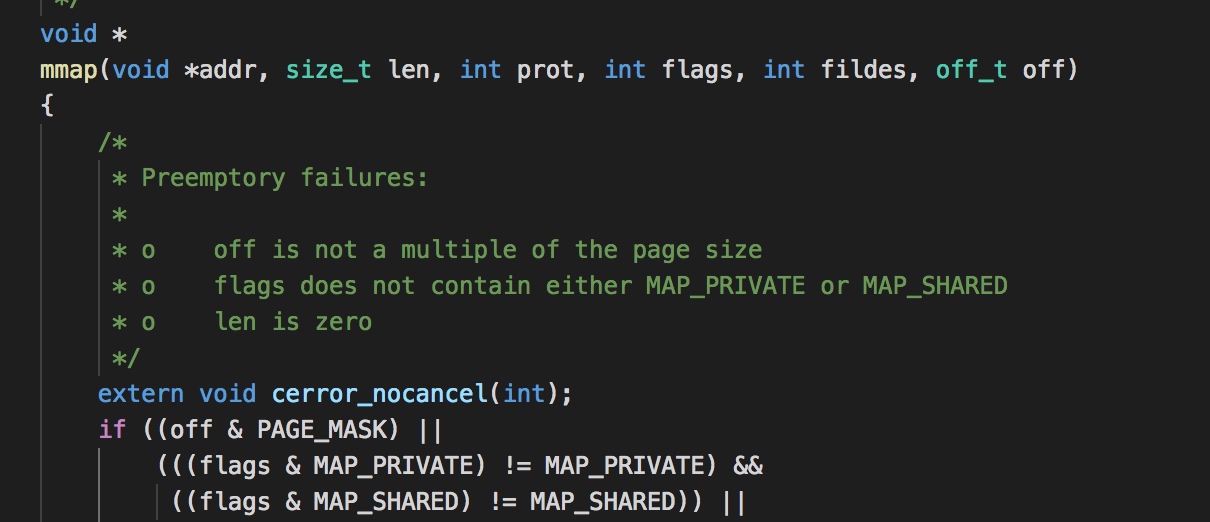 */
void *
mmap(void *addr, size_t len, int prot, int flags, int fildes, off_t off)
{
/*
* Preemptory failures:
*
* o off is not a multiple of the page size
* o flags does not contain either MAP_PRIVATE or MAP_SHARED
* o len is zero
*/
extern void cerror_nocancel(int);
if ((off & PAGE_MASK) ||
(((flags & MAP_PRIVATE) != MAP_PRIVATE) &&
((flags & MAP_SHARED) != MAP_SHARED)) ||